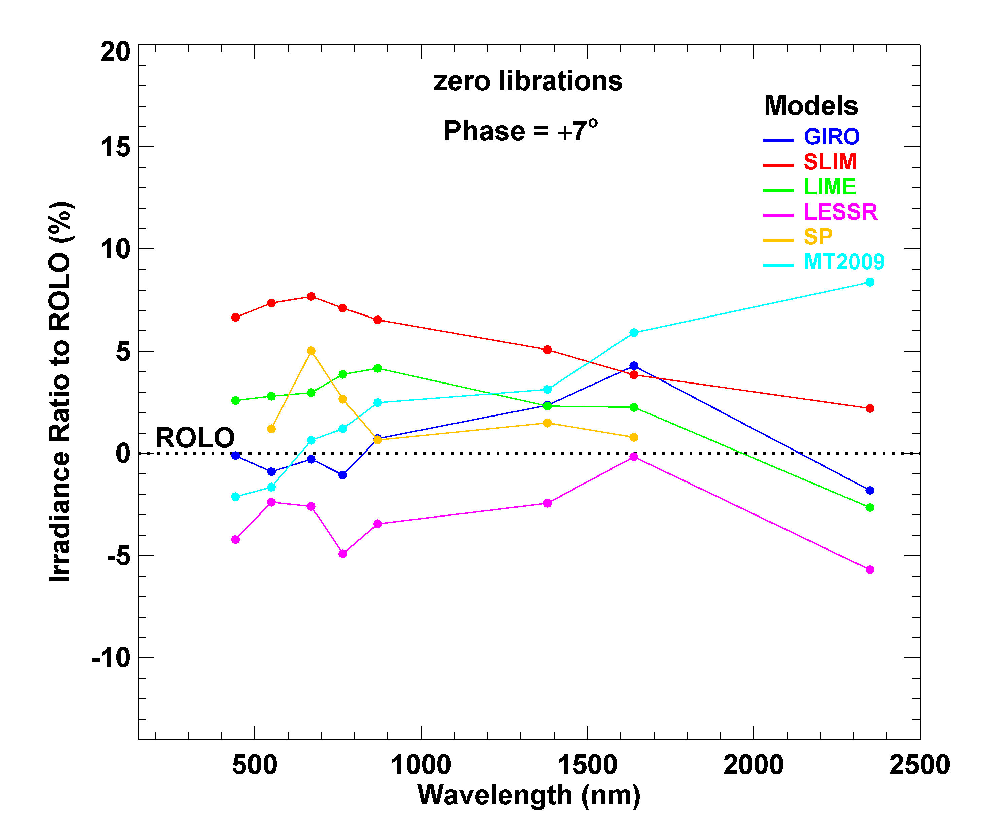 20
15
10
5
0
-5
-10
Irradiance Ratio to ROLO (%)
zero librations
Phase = +7o
Models
GIRO
SLIM
LIME
LESSR
SP
MT2009
ROLO
500 1000 1500 2000 2500
Wavelength (nm)